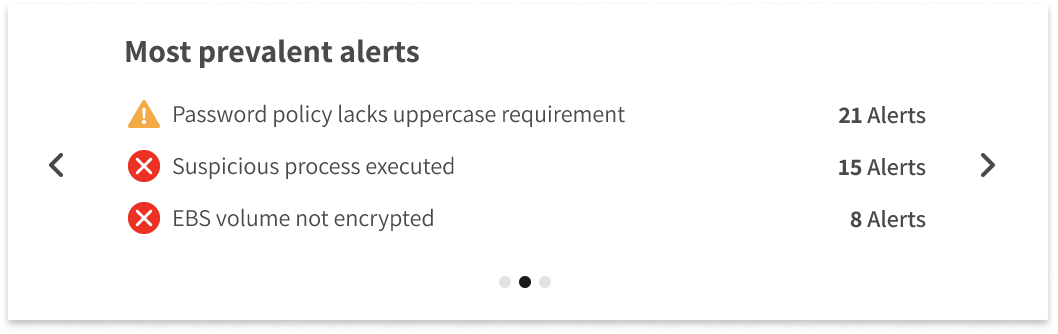 Most prevalent alerts
Password policy lacks uppercase requirement 21 Alerts
Suspicious process executed 15 Alerts
EBS volume not encrypted 8 Alerts